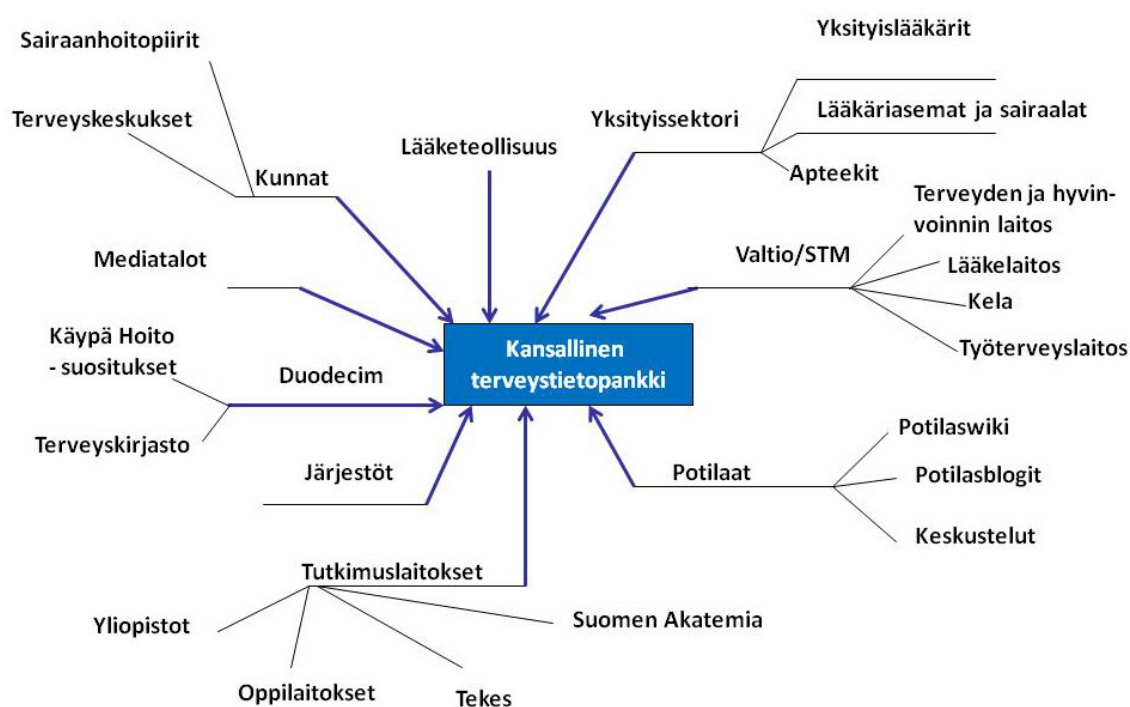 Sairaanhoitopiirit
Terveyskeskukset
Kunnat
Lääketeollisuus
Yksityissektori
Yksityislääkärit
Lääkäriasemat ja sairaalat
Apteekit
Mediatalot
Valtio/STM
Terveyden ja hyvin-
voinnin laitos
Lääkelaitos
Kela
Työterveyslaitos
Kansallinen
terveystietopankki
Käypä Hoito
- suositukset
Duodecim
Terveyskirjasto
Järjestöt
Potilaat
Potilaswiki
Potilasblogit
Keskustelut
Tutkimuslaitokset
Yliopistot
Oppilaitokset
Tekes
Suomen Akatemia